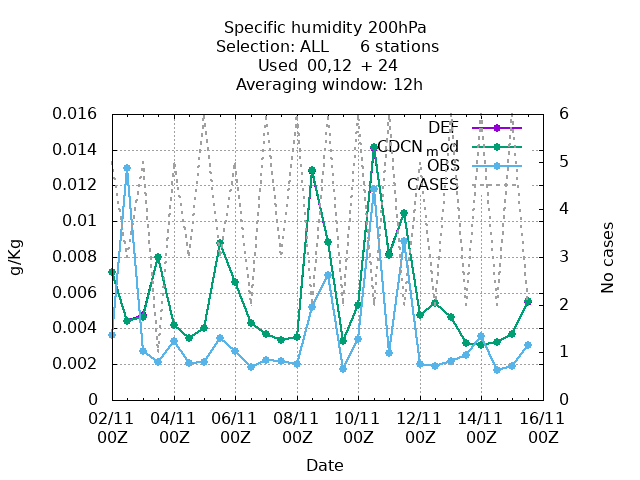 Specific humidity 200hPa
Selection: ALL 6 stations
Used 00,12 + 24
Averaging window: 12h
0.016
0.014
0.012
0.01
0.008
0.006
0.004
0.002
0
g/Kg
6
5
4
3
2
1
0
No cases
DEF
CDCN_mcd
OBS
CASES
02/11 04/11 06/11 08/11 10/11 12/11 14/11 16/11
00Z 00Z 00Z 00Z 00Z 00Z 00Z 00Z
Date